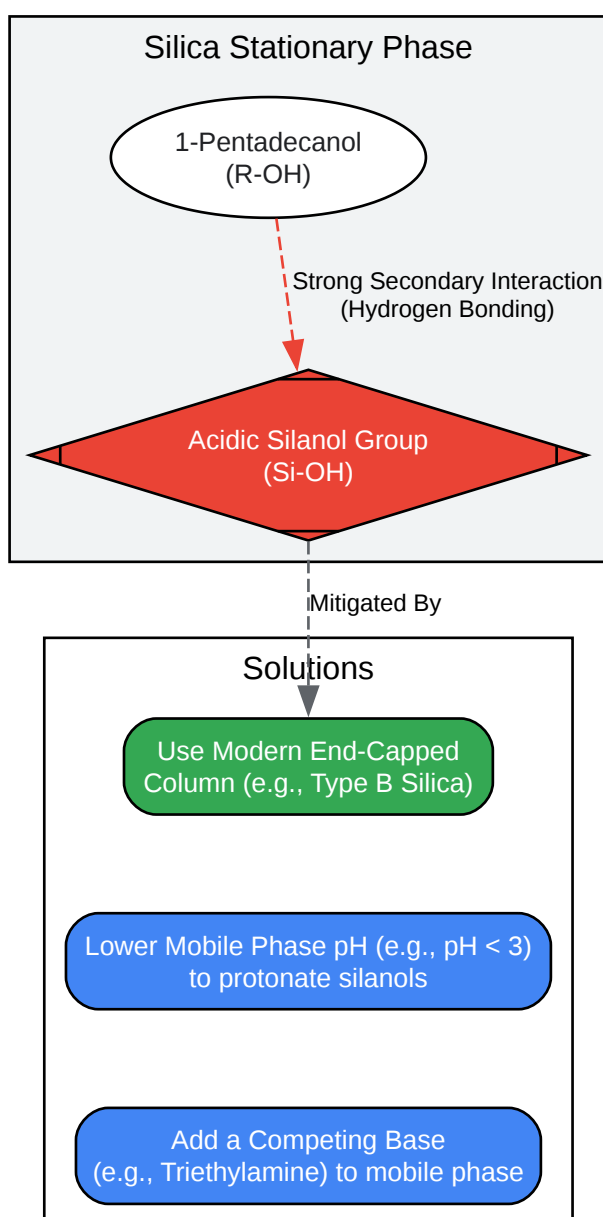 Silica Stationary Phase
1-Pentadecanol
(R-OH)
Strong Secondary Interaction
(Hydrogen Bonding)
Acidic Silanol Group
(Si-OH)
Mitigated By
Solutions
Use Modern End-Capped
Column (e.g., Type B Silica)
Lower Mobile Phase pH (e.g., pH < 3)
to protonate silanols
Add a Competing Base
(e.g., Triethylamine) to mobile phase